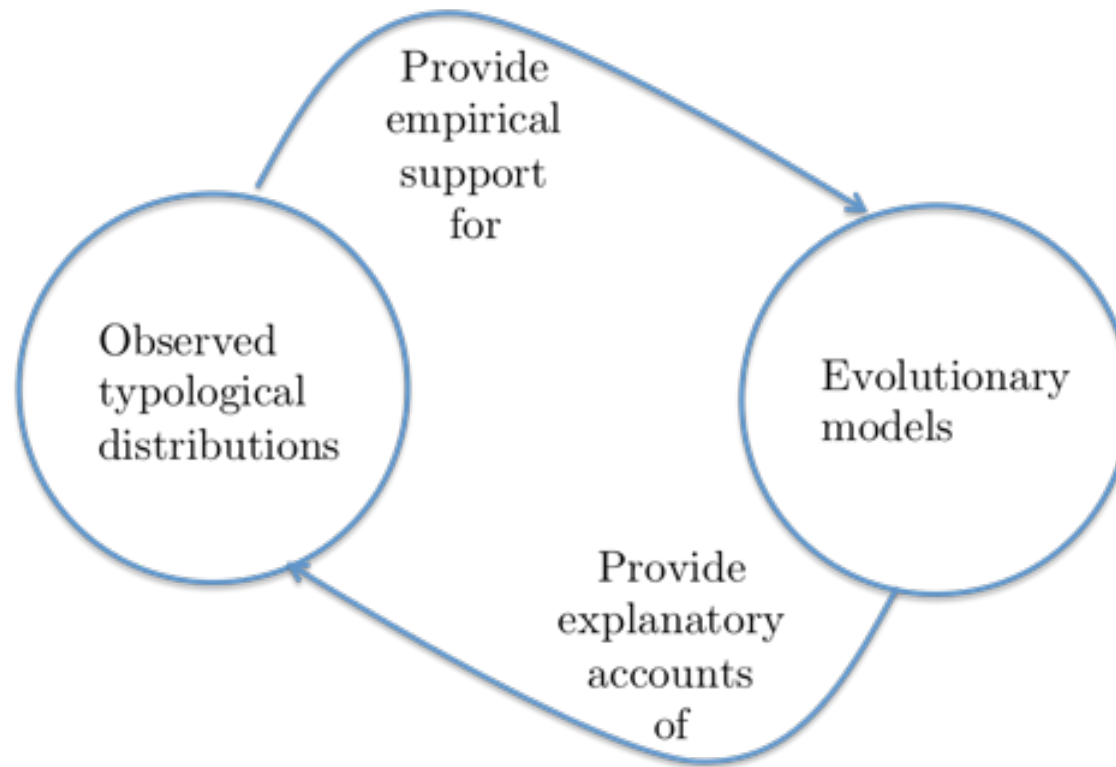 Provide
empirical
support
for
Observed
typological
distributions
Evolutionary
models
Provide
explanatory
accounts
of